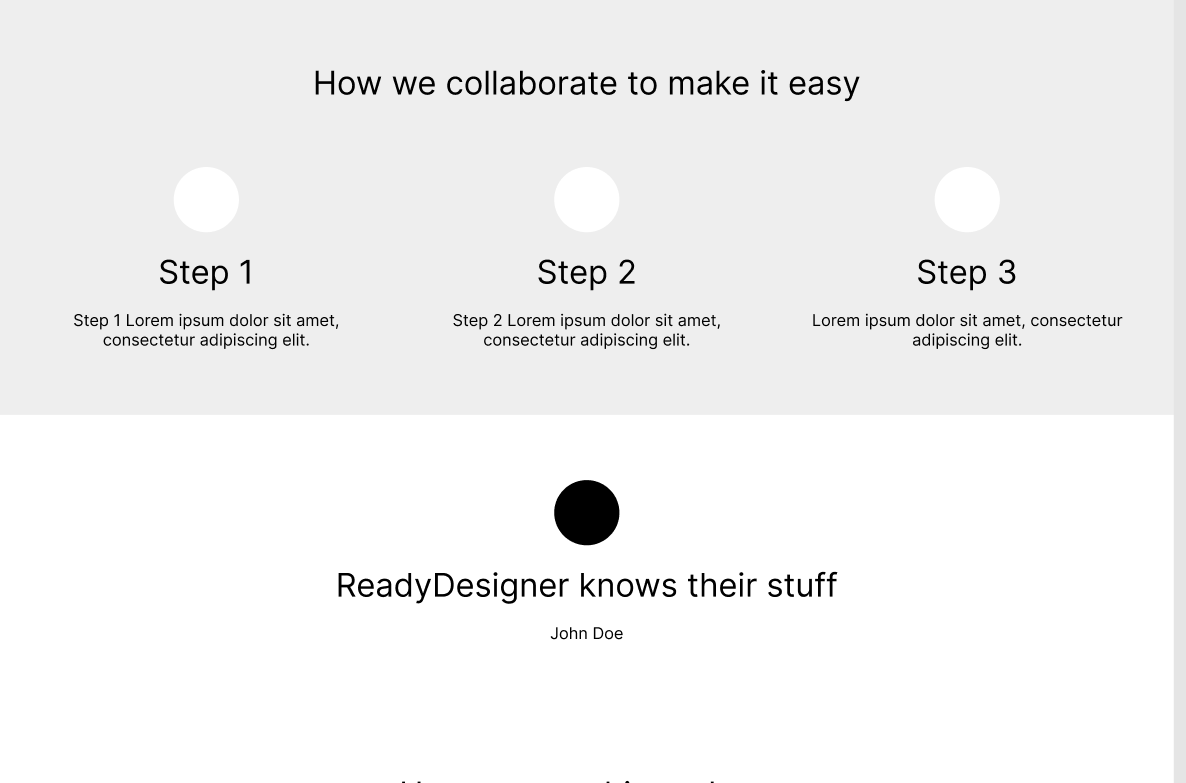 How we collaborate to make it easy
Step 1
Step 1 Lorem ipsum dolor sit amet,
consectetur adipiscing elit.
Step 2
Step 2 Lorem ipsum dolor sit amet,
consectetur adipiscing elit.
Step 3
Lorem ipsum dolor sit amet, consectetur
adipiscing elit.
ReadyDesigner knows their stuff
John Doe